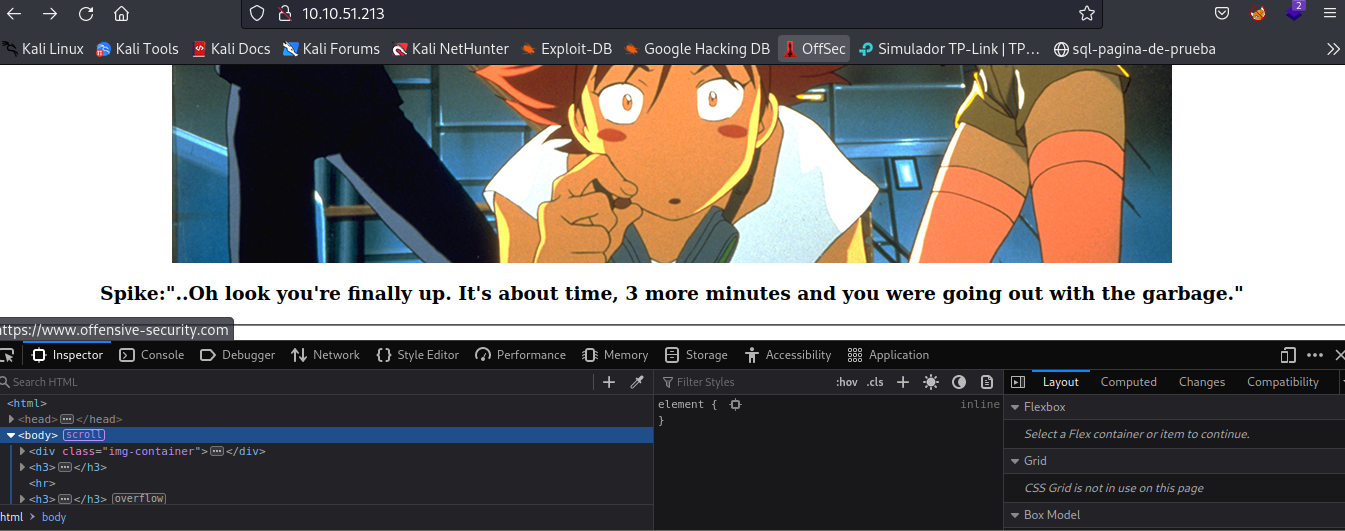 10.10.51.213
2
Kali Linux Kali Tools Kali Docs Kali Forums Kali NetHunter Exploit-DB Google Hacking DB OffSec Simulador TP-Link | TP… sql-pagina-de-prueba
Spike:"..Oh look you're finally up. It's about time, 3 more minutes and you were going out with the garbage."
https://www.offensive-security.com
Inspector Console Debugger Network Style Editor Performance Memory Storage Accessibility Application
Search HTML Filter Styles :hov .cls Layout Computed Changes Compatibility
<html> element { inline Flexbox
<head>…</head> }
<body> scroll Select a Flex container or item to continue.
<div class="img-container">…</div> Grid
<h3>…</h3>
<hr> CSS Grid is not in use on this page
<h3>…</h3> overflow
html > body Box Model